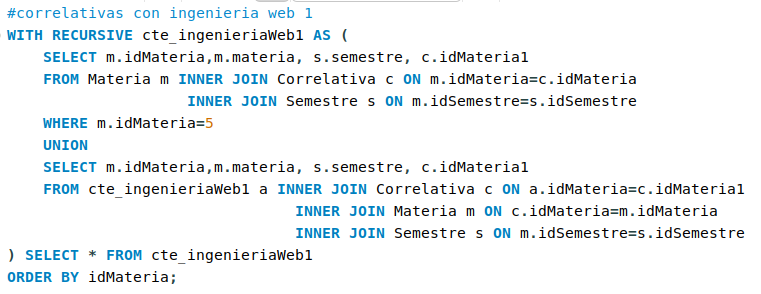 #correlativas con ingenieria web 1
WITH RECURSIVE cte_ingenieriaWeb1 AS (
    SELECT m.idMateria,m.materia, s.semestre, c.idMateria1
    FROM Materia m INNER JOIN Correlativa c ON m.idMateria=c.idMateria
                    INNER JOIN Semestre s ON m.idSemestre=s.idSemestre
    WHERE m.idMateria=5
    UNION
    SELECT m.idMateria,m.materia, s.semestre, c.idMateria1
    FROM cte_ingenieriaWeb1 a INNER JOIN Correlativa c ON a.idMateria=c.idMateria1
                                INNER JOIN Materia m ON c.idMateria=m.idMateria
                                INNER JOIN Semestre s ON m.idSemestre=s.idSemestre
) SELECT * FROM cte_ingenieriaWeb1
ORDER BY idMateria;